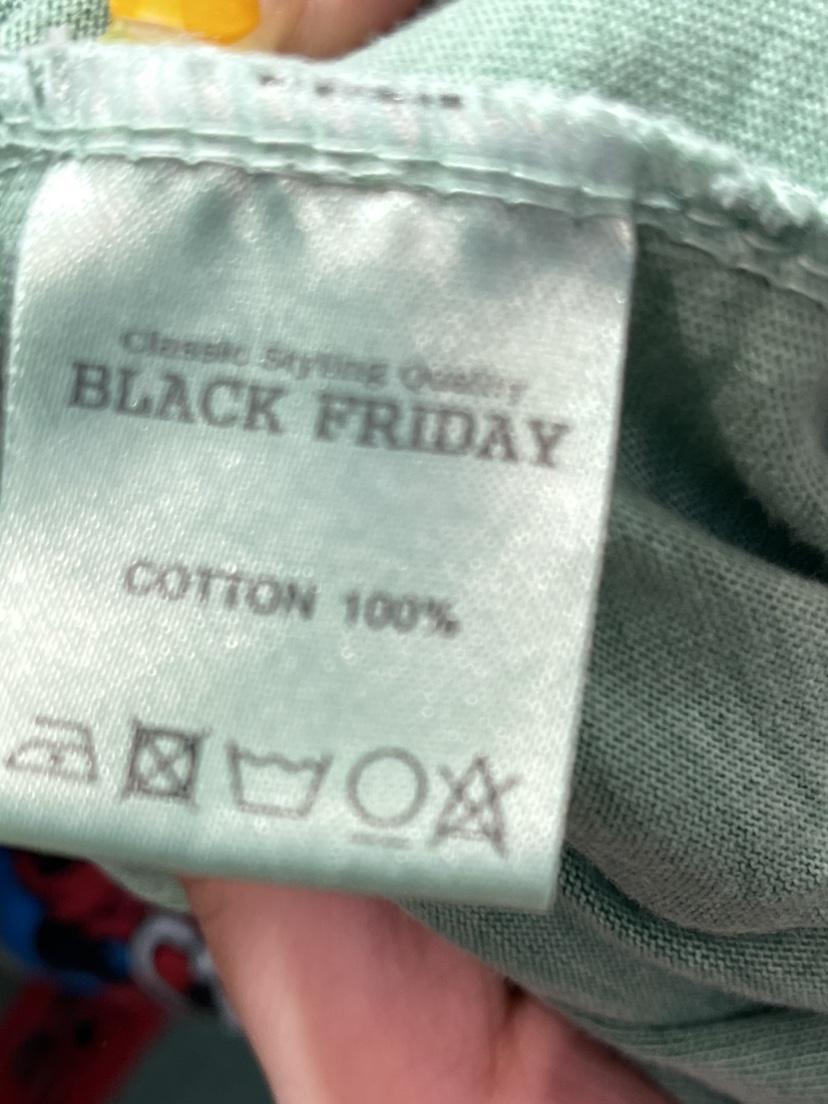 Classic Styling Quality
BLACK FRIDAY
COTTON 100%